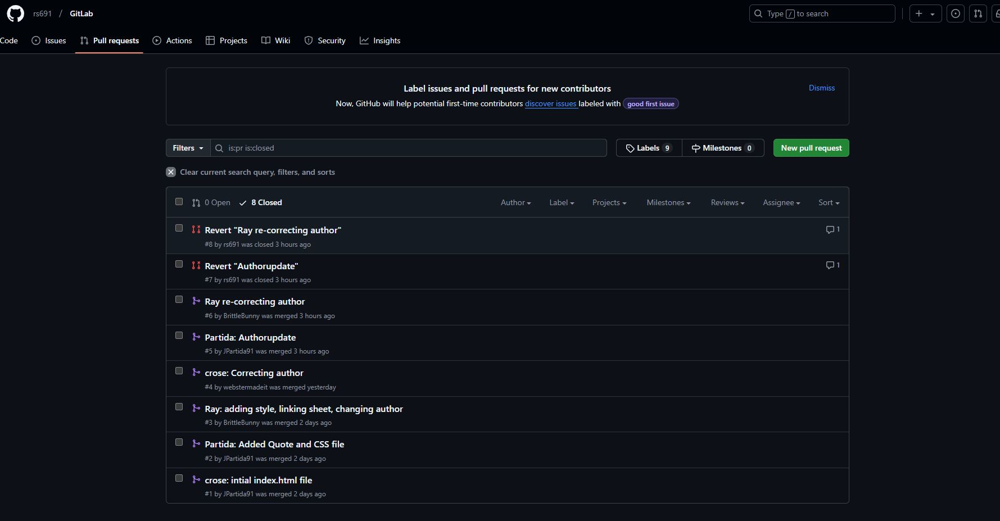 rs691 / GitLab
Type / to search
Code Issues Pull requests Actions Projects Wiki Security Insights
Label issues and pull requests for new contributors
Dismiss
Now, GitHub will help potential first-time contributors discover issues labeled with good first issue
Filters is:pr is:closed Labels 9 Milestones 0 New pull request
Clear current search query, filters, and sorts
0 Open 8 Closed Author Label Projects Milestones Reviews Assignee Sort
Revert "Ray re-correcting author" 1
#8 by rs691 was closed 3 hours ago
Revert "Authorupdate" 1
#7 by rs691 was closed 3 hours ago
Ray re-correcting author
#6 by BrittleBunny was merged 3 hours ago
Partida: Authorupdate
#5 by JPartida91 was merged 3 hours ago
crose: Correcting author
#4 by webstermadeit was merged yesterday
Ray: adding style, linking sheet, changing author
#3 by BrittleBunny was merged 2 days ago
Partida: Added Quote and CSS file
#2 by JPartida91 was merged 2 days ago
crose: intial index.html file
#1 by JPartida91 was merged 2 days ago